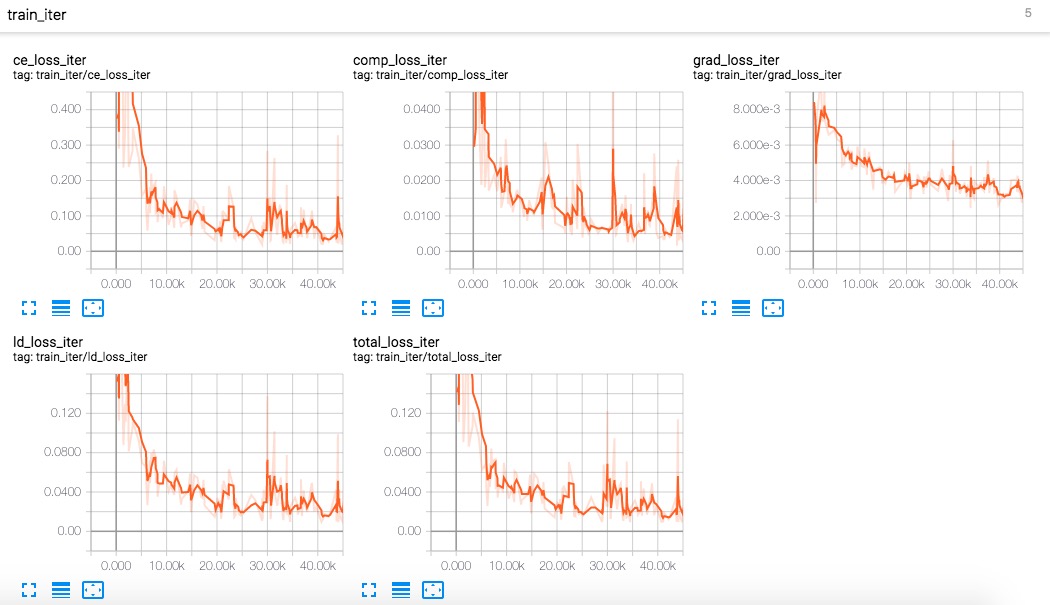 train_iter 5
ce_loss_iter
tag: train_iter/ce_loss_iter
0.400
0.300
0.200
0.100
0.00
0.000 10.00k 20.00k 30.00k 40.00k
comp_loss_iter
tag: train_iter/comp_loss_iter
0.0400
0.0300
0.0200
0.0100
0.00
0.000 10.00k 20.00k 30.00k 40.00k
grad_loss_iter
tag: train_iter/grad_loss_iter
8.000e-3
6.000e-3
4.000e-3
2.000e-3
0.00
0.000 10.00k 20.00k 30.00k 40.00k
ld_loss_iter
tag: train_iter/ld_loss_iter
0.120
0.0800
0.0400
0.00
0.000 10.00k 20.00k 30.00k 40.00k
total_loss_iter
tag: train_iter/total_loss_iter
0.120
0.0800
0.0400
0.00
0.000 10.00k 20.00k 30.00k 40.00k